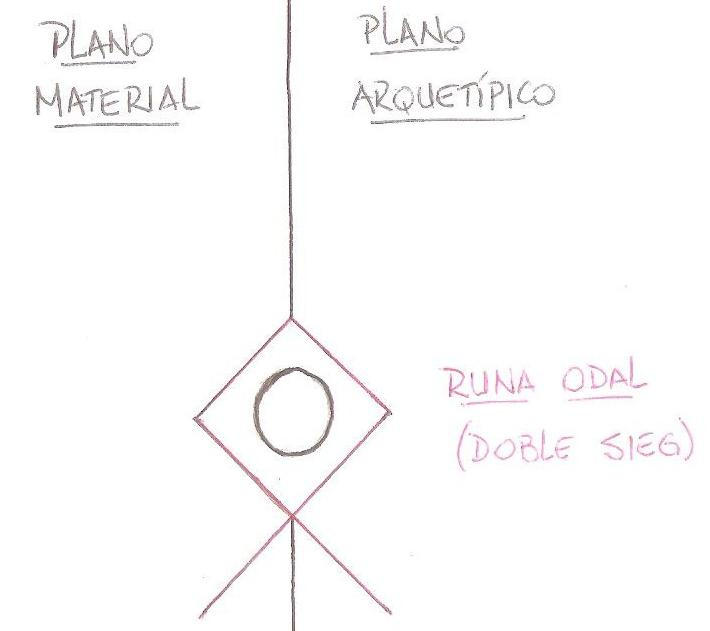 PLANO
MATERIAL
PLANO
ARQUETÍPICO
RUNA ODAL
(DOBLE SIEG)